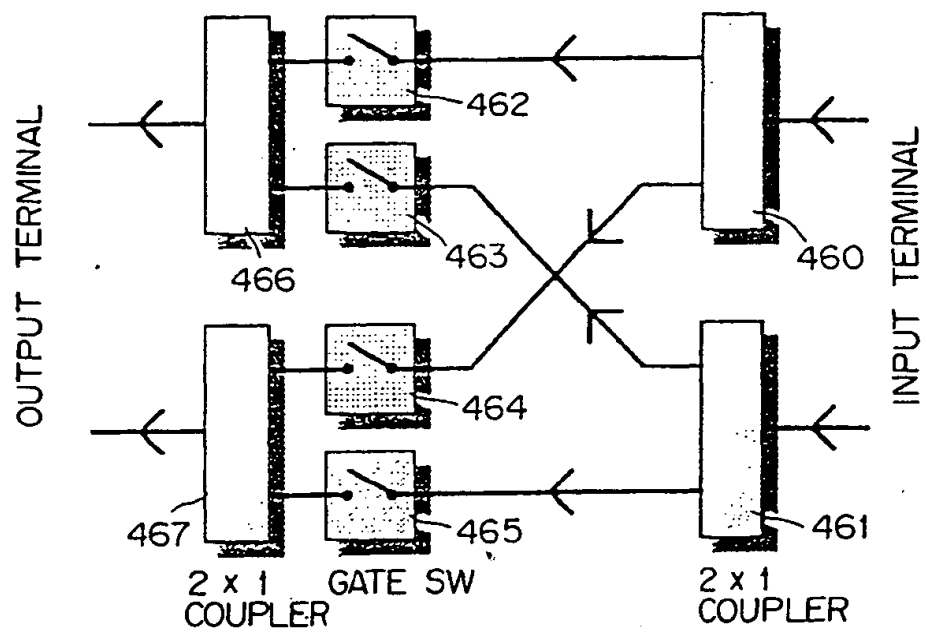 OUTPUT TERMINAL
INPUT TERMINAL
462
463
460
466
464
465
461
467
2 x 1
COUPLER
GATE SW
2 x 1
COUPLER